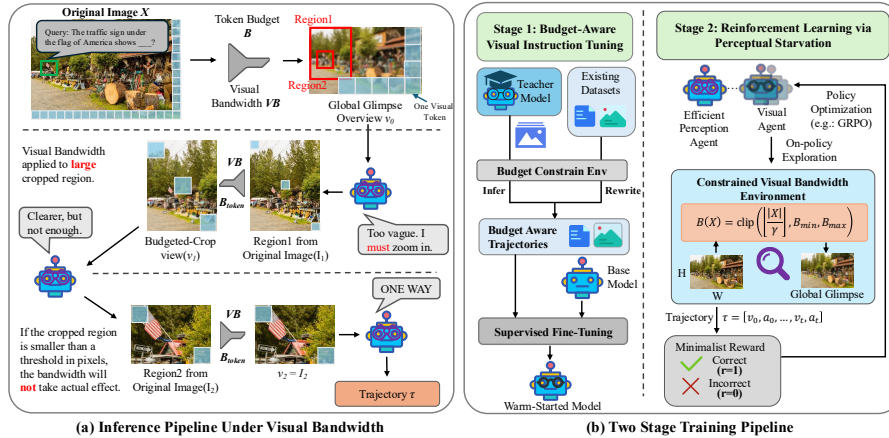 Original Image X
Query: The traffic sign under
the flag of America shows ___?
Token Budget
B
Visual
Bandwidth VB
Region1
Region2
One Visual
Token
Global Glimpse
Overview v0
Visual Bandwidth
applied to large
cropped region.
VB
Btoken
Too vague. I
must zoom in.
Clearer, but
not enough.
Budgeted-Crop
view(v1)
Region1 from
Original Image(I1)
ONE WAY
If the cropped region
is smaller than a
threshold in pixels,
the bandwidth will
not take actual effect.
VB
Btoken
Region2 from
Original Image(I2)
v2 = I2
Trajectory τ
(a) Inference Pipeline Under Visual Bandwidth
Stage 1: Budget-Aware
Visual Instruction Tuning
Teacher
Model
Existing
Datasets
Budget Constrain Env
Infer
Rewrite
Budget Aware
Trajectories
Base
Model
Supervised Fine-Tuning
Warm-Started Model
Stage 2: Reinforcement Learning via
Perceptual Starvation
Efficient
Perception
Agent
Visual
Agent
Policy
Optimization
(e.g.: GRPO)
On-policy
Exploration
Constrained Visual Bandwidth
Environment
B(X) = clip(⌈|X|/γ⌉, Bmin, Bmax)
H
W
Global Glimpse
Trajectory τ = [v0, a0, ..., vt, at]
Minimalist Reward
Correct
(r=1)
Incorrect
(r=0)
(b) Two Stage Training Pipeline